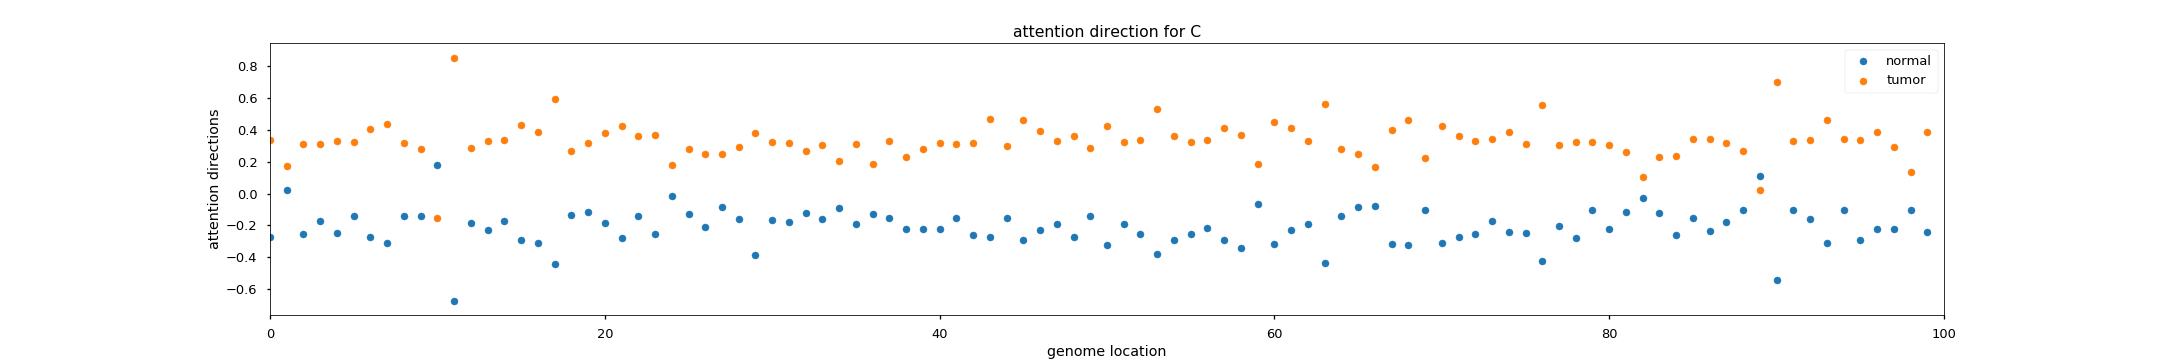 attention direction for C
attention directions
0.8
0.6
0.4
0.2
0.0
−0.2
−0.4
−0.6
normal
tumor
0 20 40 60 80 100
genome location